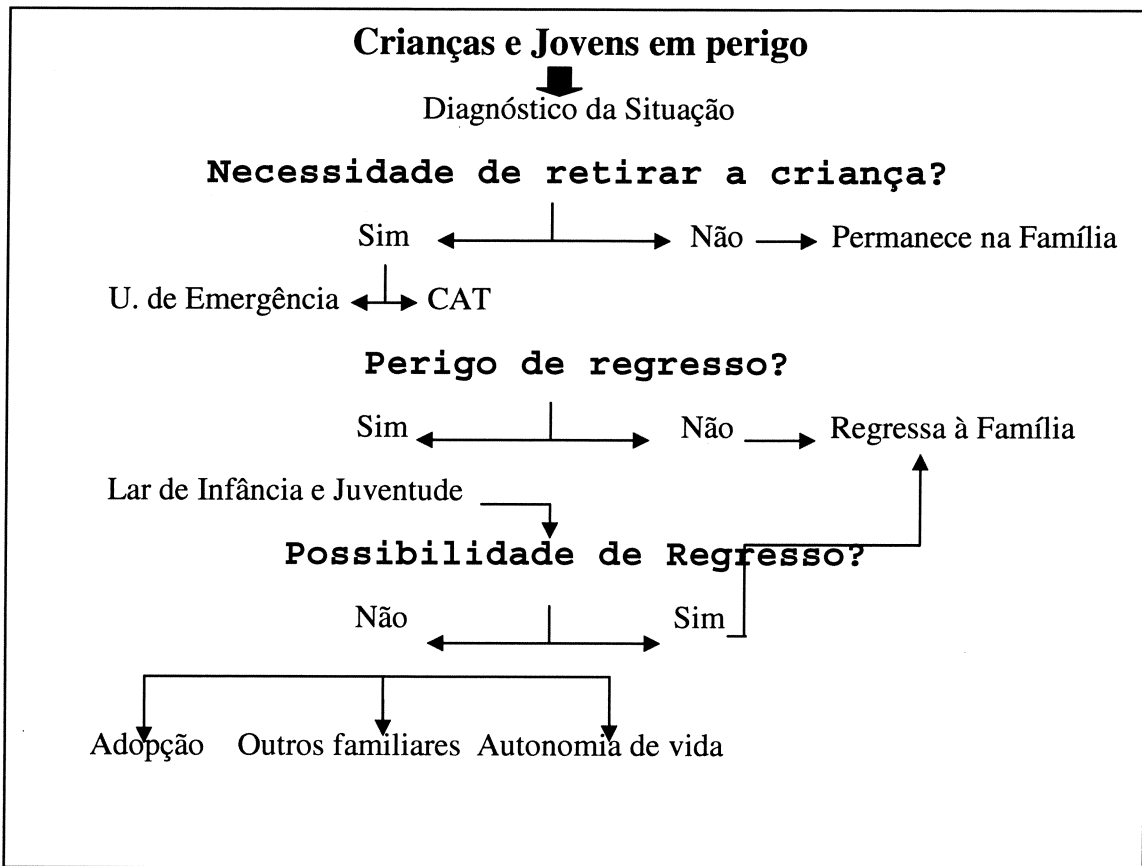 Crianças e Jovens em perigo
Diagnóstico da Situação
Necessidade de retirar a criança?
Sim Não Permanece na Família
U. de Emergência CAT
Perigo de regresso?
Sim Não Regressa à Família
Lar de Infância e Juventude
Possibilidade de Regresso?
Não Sim
Adopção Outros familiares Autonomia de vida